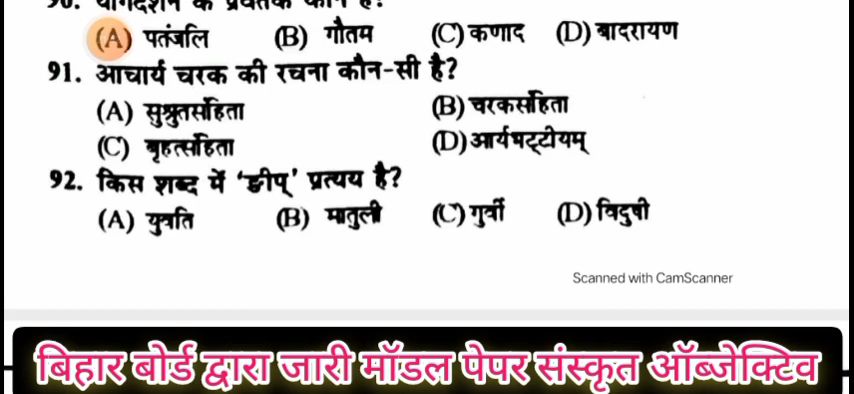 (A) पतंजलि (B) गौतम (C) कणाद (D) बादरायण
91. आचार्य चरक की रचना कौन-सी है?
(A) सुश्रुतसंहिता (B) चरकसंहिता
(C) बृहत्संहिता (D) आर्यभट्टीयम्
92. किस शब्द में 'ङीप्' प्रत्यय है?
(A) युवति (B) मातुली (C) गुर्वी (D) विदुषी
Scanned with CamScanner
बिहार बोर्ड द्वारा जारी मॉडल पेपर संस्कृत ऑब्जेक्टिव